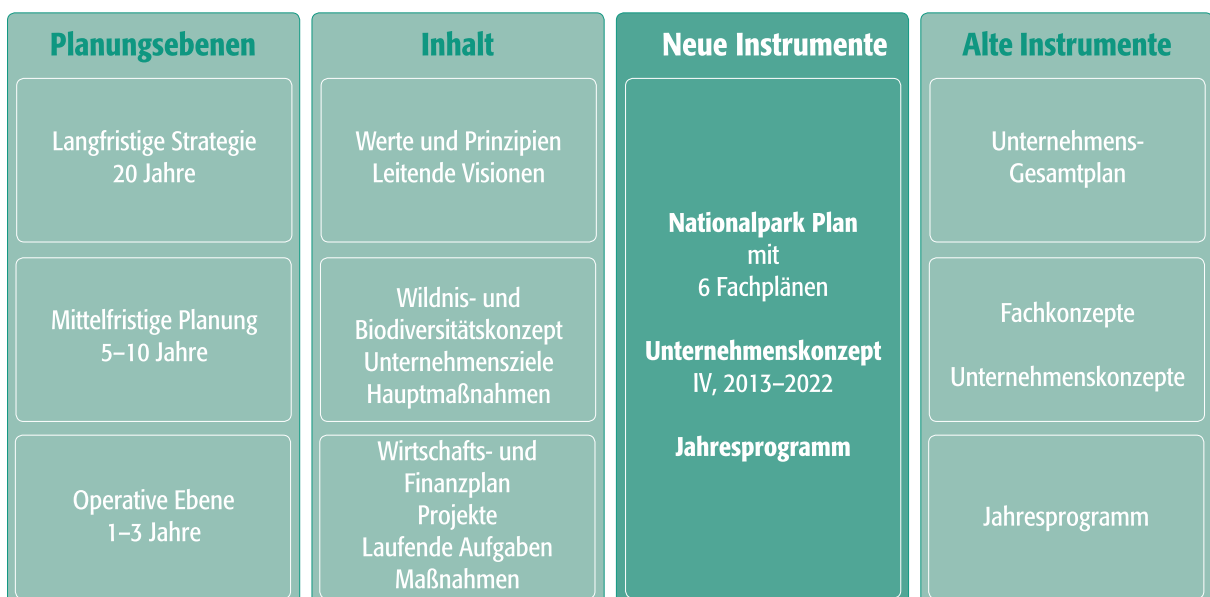 Planungsebenen
Langfristige Strategie
20 Jahre
Mittelfristige Planung
5–10 Jahre
Operative Ebene
1–3 Jahre
Inhalt
Werte und Prinzipien
Leitende Visionen
Wildnis- und
Biodiversitätskonzept
Unternehmensziele
Hauptmaßnahmen
Wirtschafts- und
Finanzplan
Projekte
Laufende Aufgaben
Maßnahmen
Neue Instrumente
Nationalpark Plan
mit
6 Fachplänen
Unternehmenskonzept
IV, 2013–2022
Jahresprogramm
Alte Instrumente
Unternehmens-
Gesamtplan
Fachkonzepte
Unternehmenskonzepte
Jahresprogramm